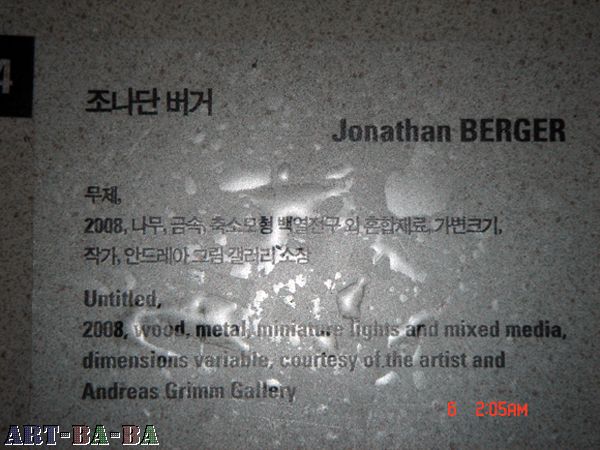 4
조나단 버거
Jonathan BERGER
무제,
2008, 나무, 금속, 축소모형 백열전구 외 혼합재료, 가변크기,
작가, 안드레아 그림 갤러리 소장
Untitled,
2008, wood, metal, miniature lights and mixed media,
dimensions variable, courtesy of the artist and
Andreas Grimm Gallery
6 2:05AM
ART-BA-BA